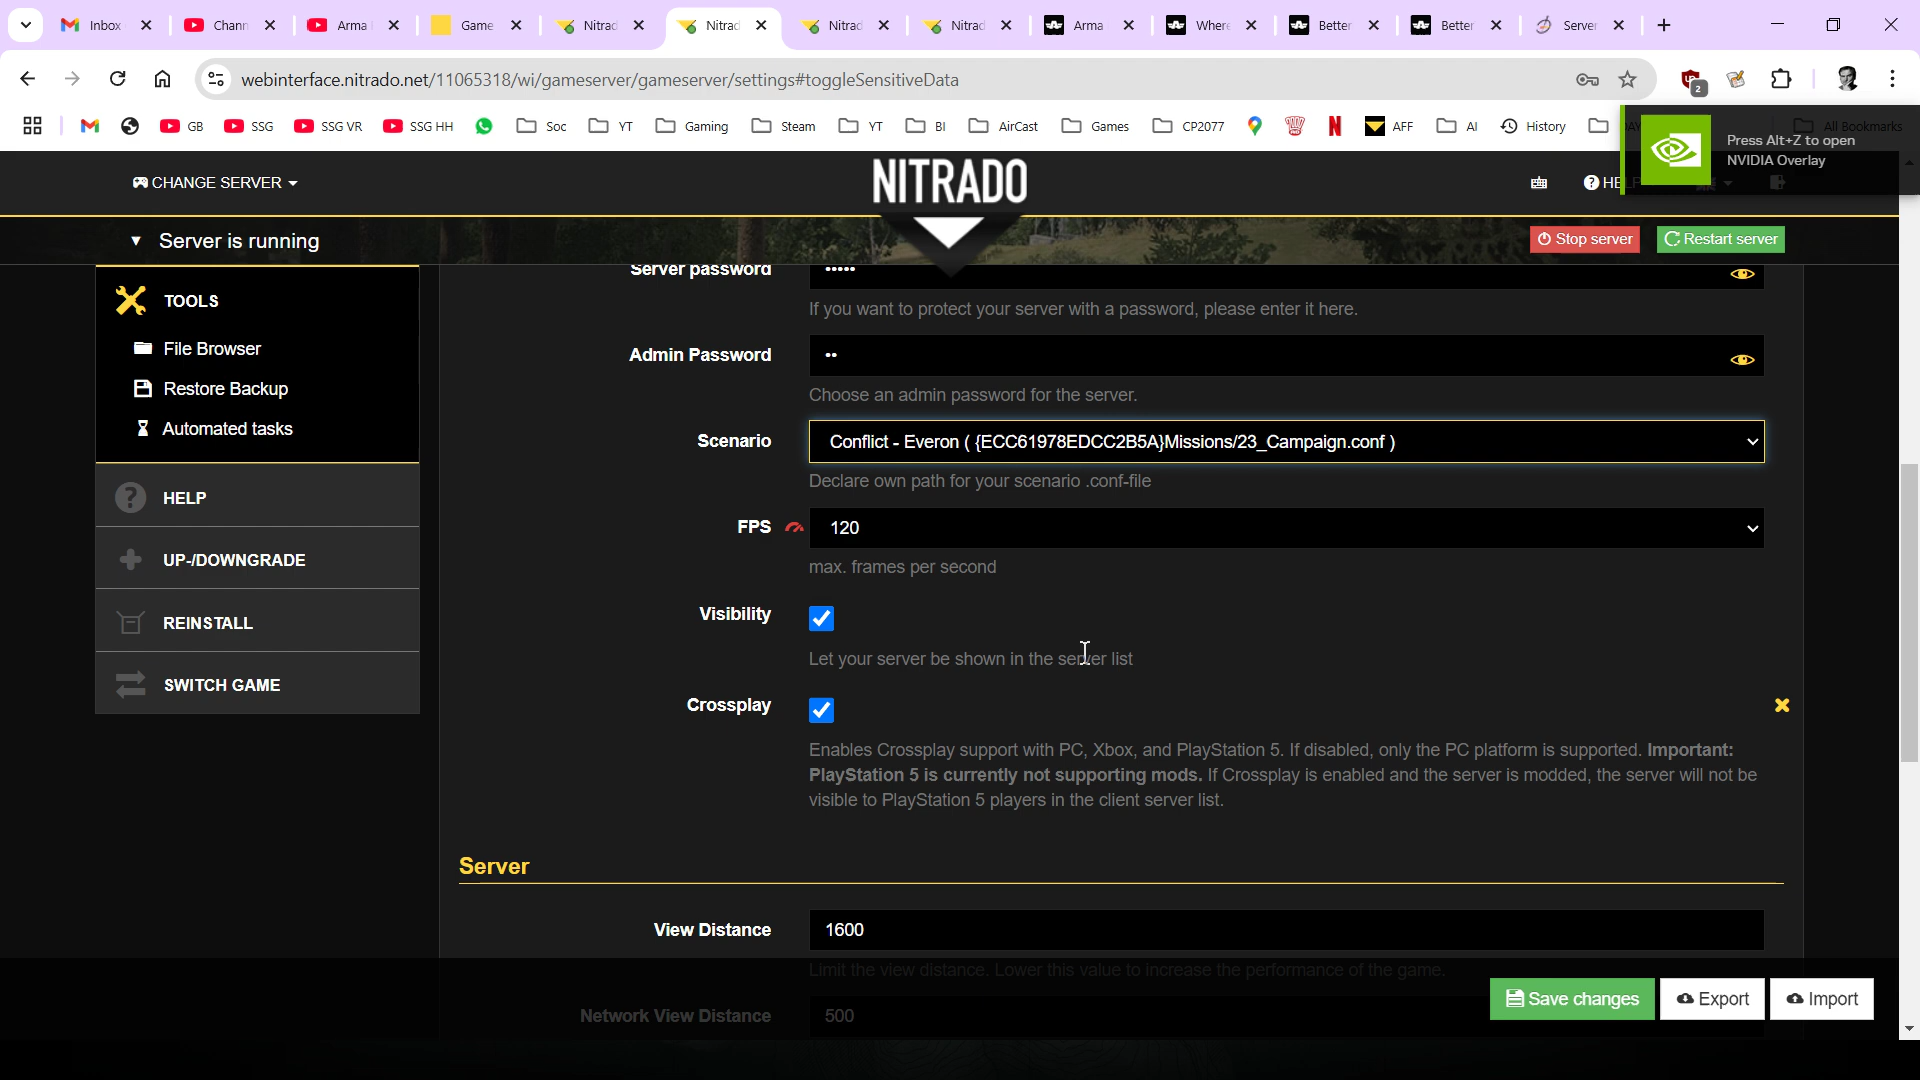 Inbox
Chann
Arma
Game
Nitrad
Nitrad
Nitrad
Nitrad
Arma
Where
Better
Better
Server
webinterface.nitrado.net/11065318/wi/gameserver/gameserver/settings#toggleSensitiveData
2
GB
SSG
SSG VR
SSG HH
Soc
YT
Gaming
Steam
YT
BI
AirCast
Games
CP2077
AFF
AI
History
All Bookmarks
Press Alt+Z to open
NVIDIA Overlay
CHANGE SERVER
NITRADO
HELP
Server is running
Stop server
Restart server
TOOLS
File Browser
Restore Backup
Automated tasks
HELP
UP-/DOWNGRADE
REINSTALL
SWITCH GAME
Server password
•••••
If you want to protect your server with a password, please enter it here.
Admin Password
••
Choose an admin password for the server.
Scenario
Conflict - Everon ( {ECC61978EDCC2B5A}Missions/23_Campaign.conf )
Declare own path for your scenario .conf-file
FPS
120
max. frames per second
Visibility
Let your server be shown in the server list
Crossplay
Enables Crossplay support with PC, Xbox, and PlayStation 5. If disabled, only the PC platform is supported. Important:
PlayStation 5 is currently not supporting mods. If Crossplay is enabled and the server is modded, the server will not be
visible to PlayStation 5 players in the client server list.
Server
View Distance
1600
Limit the view distance. Lower this value to increase the performance of the game.
Network View Distance
500
Save changes
Export
Import